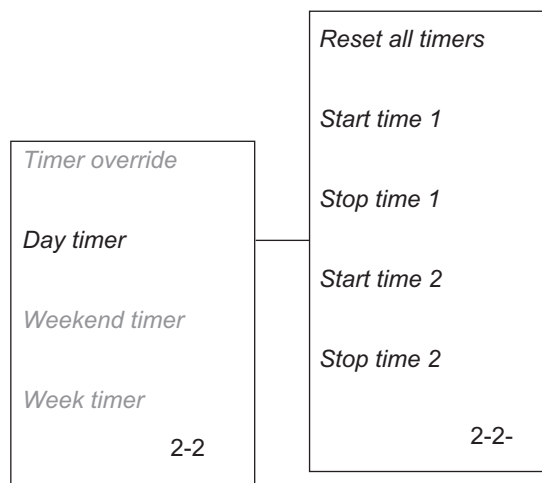 Timer override
Day timer
Weekend timer
Week timer
2-2
Reset all timers
Start time 1
Stop time 1
Start time 2
Stop time 2
2-2-